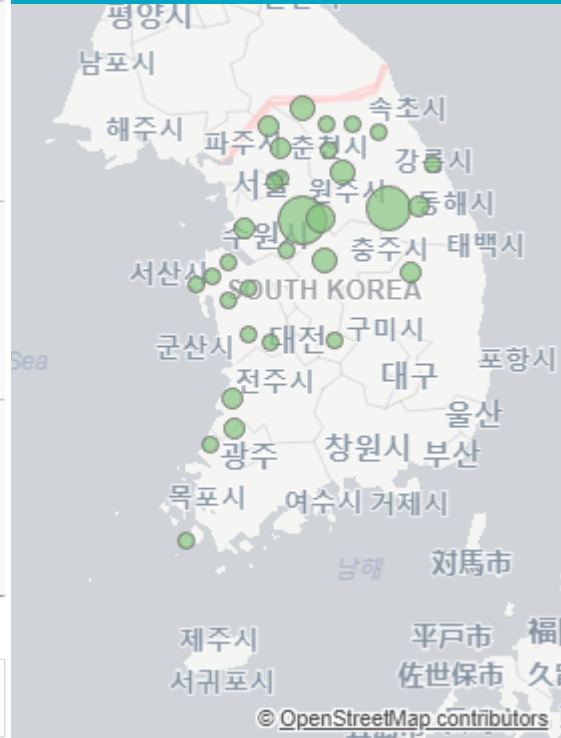 평양시
남포시
속초시
해주시
파주시
춘천시
강릉시
서울
원주시
동해시
수원시
충주시
태백시
서산시
SOUTH KOREA
구미시
군산시
대전
포항시
Sea
전주시
대구
울산
창원시
부산
광주
목포시
여수시
거제시
남해
対馬市
제주시
平戸市
福
서귀포시
佐世保市
久
© OpenStreetMap contributors